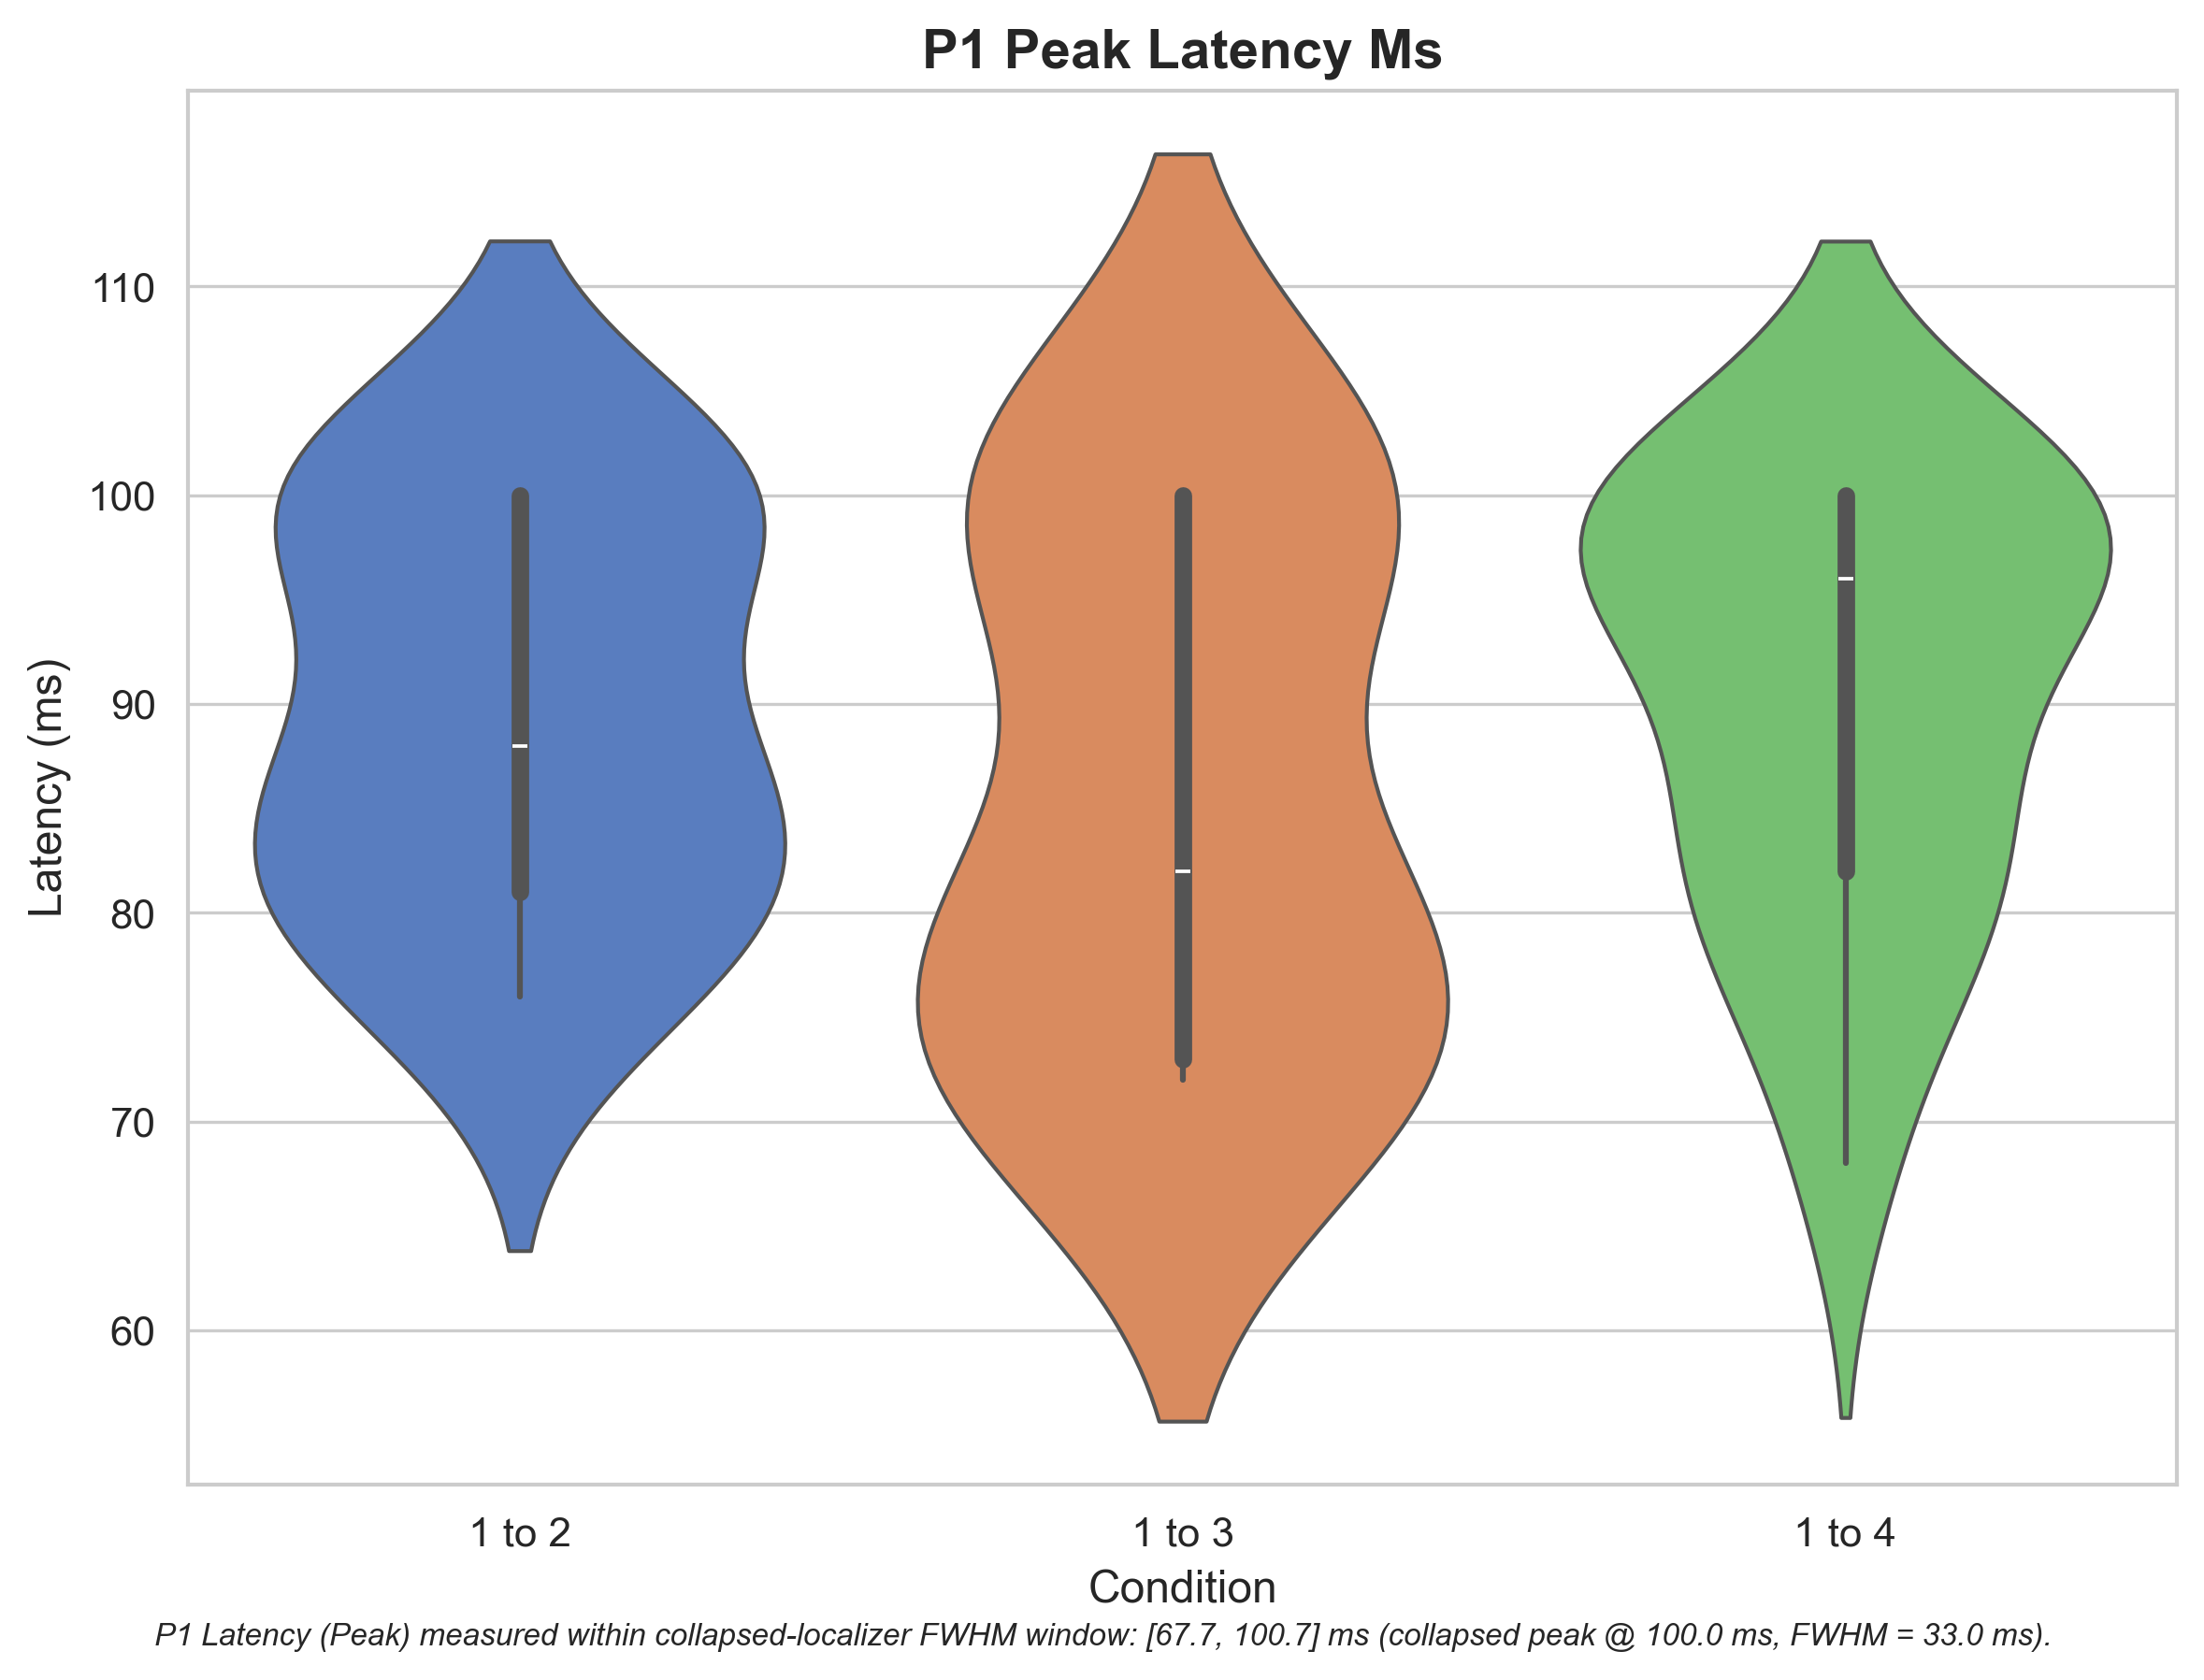 P1 Peak Latency Ms
Latency (ms)
110
100
90
80
70
60
1 to 2
1 to 3
1 to 4
Condition
P1 Latency (Peak) measured within collapsed-localizer FWHM window: [67.7, 100.7] ms (collapsed peak @ 100.0 ms, FWHM = 33.0 ms).